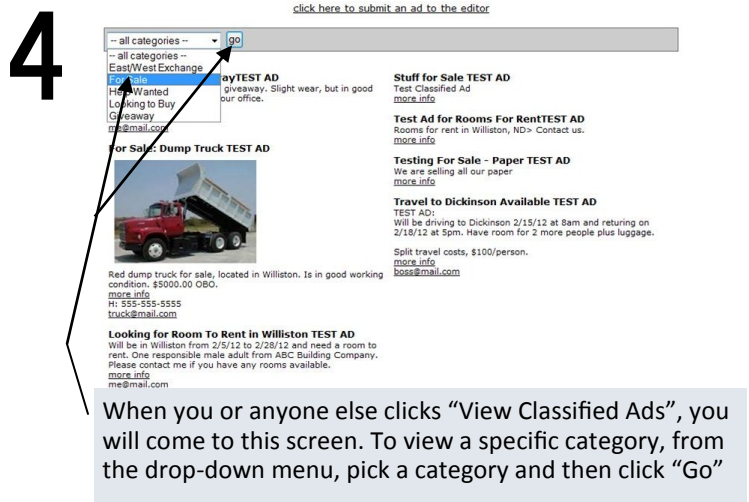 click here to submit an ad to the editor
4
-- all categories -- go
-- all categories --
East/West Exchange
For Sale
Help Wanted
Looking to Buy
Giveaway
ayTEST AD
giveaway. Slight wear, but in good
our office.
me@mail.com
For Sale: Dump Truck TEST AD
Red dump truck for sale, located in Williston. Is in good working
condition. $5000.00 OBO.
more info
H: 555-555-5555
truck@mail.com
Looking for Room To Rent in Williston TEST AD
Will be in Williston from 2/5/12 to 2/28/12 and need a room to
rent. One responsible male adult from ABC Building Company.
Please contact me if you have any rooms available.
more info
me@mail.com
Stuff for Sale TEST AD
Test Classified Ad
more info
Test Ad for Rooms For RentTEST AD
Rooms for rent in Williston, ND> Contact us.
more info
Testing For Sale - Paper TEST AD
We are selling all our paper
more info
Travel to Dickinson Available TEST AD
TEST AD:
Will be driving to Dickinson 2/15/12 at 8am and returing on
2/18/12 at 5pm. Have room for 2 more people plus luggage.
Split travel costs, $100/person.
more info
boss@mail.com
When you or anyone else clicks “View Classified Ads”, you
will come to this screen. To view a specific category, from
the drop-down menu, pick a category and then click “Go”